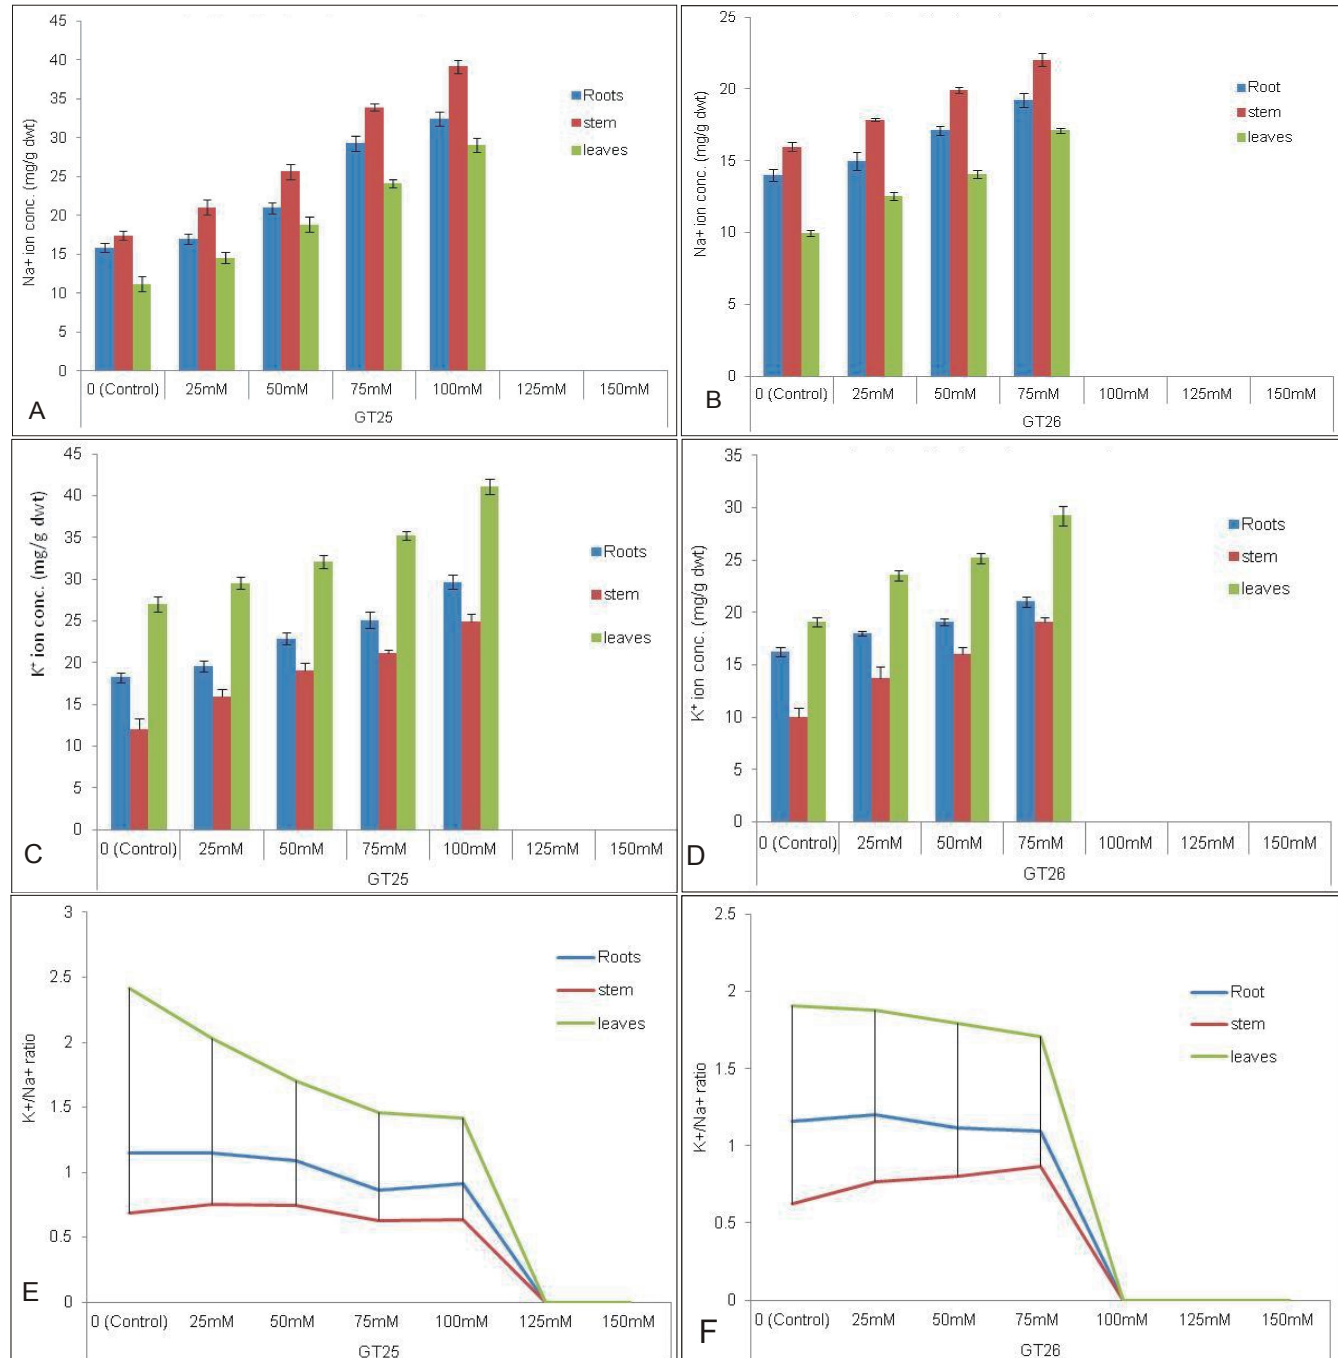 45
40
35
30
25
20
15
10
5
0
Na+ ion conc. (mg/g dwt)
Roots
stem
leaves
0 (Control) 25mM 50mM 75mM 100mM 125mM 150mM
GT25
A
25
20
15
10
5
0
Na+ ion conc. (mg/g dwt)
Root
stem
leaves
0 (Control) 25mM 50mM 75mM 100mM 125mM 150mM
GT26
B
45
40
35
30
25
20
15
10
5
0
K⁺ ion conc. (mg/g dwt)
Roots
stem
leaves
0 (Control) 25mM 50mM 75mM 100mM 125mM 150mM
GT25
C
35
30
25
20
15
10
5
0
K⁺ ion conc. (mg/g dwt)
Roots
stem
leaves
0 (Control) 25mM 50mM 75mM 100mM 125mM 150mM
GT26
D
3
2.5
2
1.5
1
0.5
0
K+/Na+ ratio
Roots
stem
leaves
0 (Control) 25mM 50mM 75mM 100mM 125mM 150mM
GT25
E
2.5
2
1.5
1
0.5
0
K+/Na+ ratio
Root
stem
leaves
0 (Control) 25mM 50mM 75mM 100mM 125mM 150mM
GT26
F